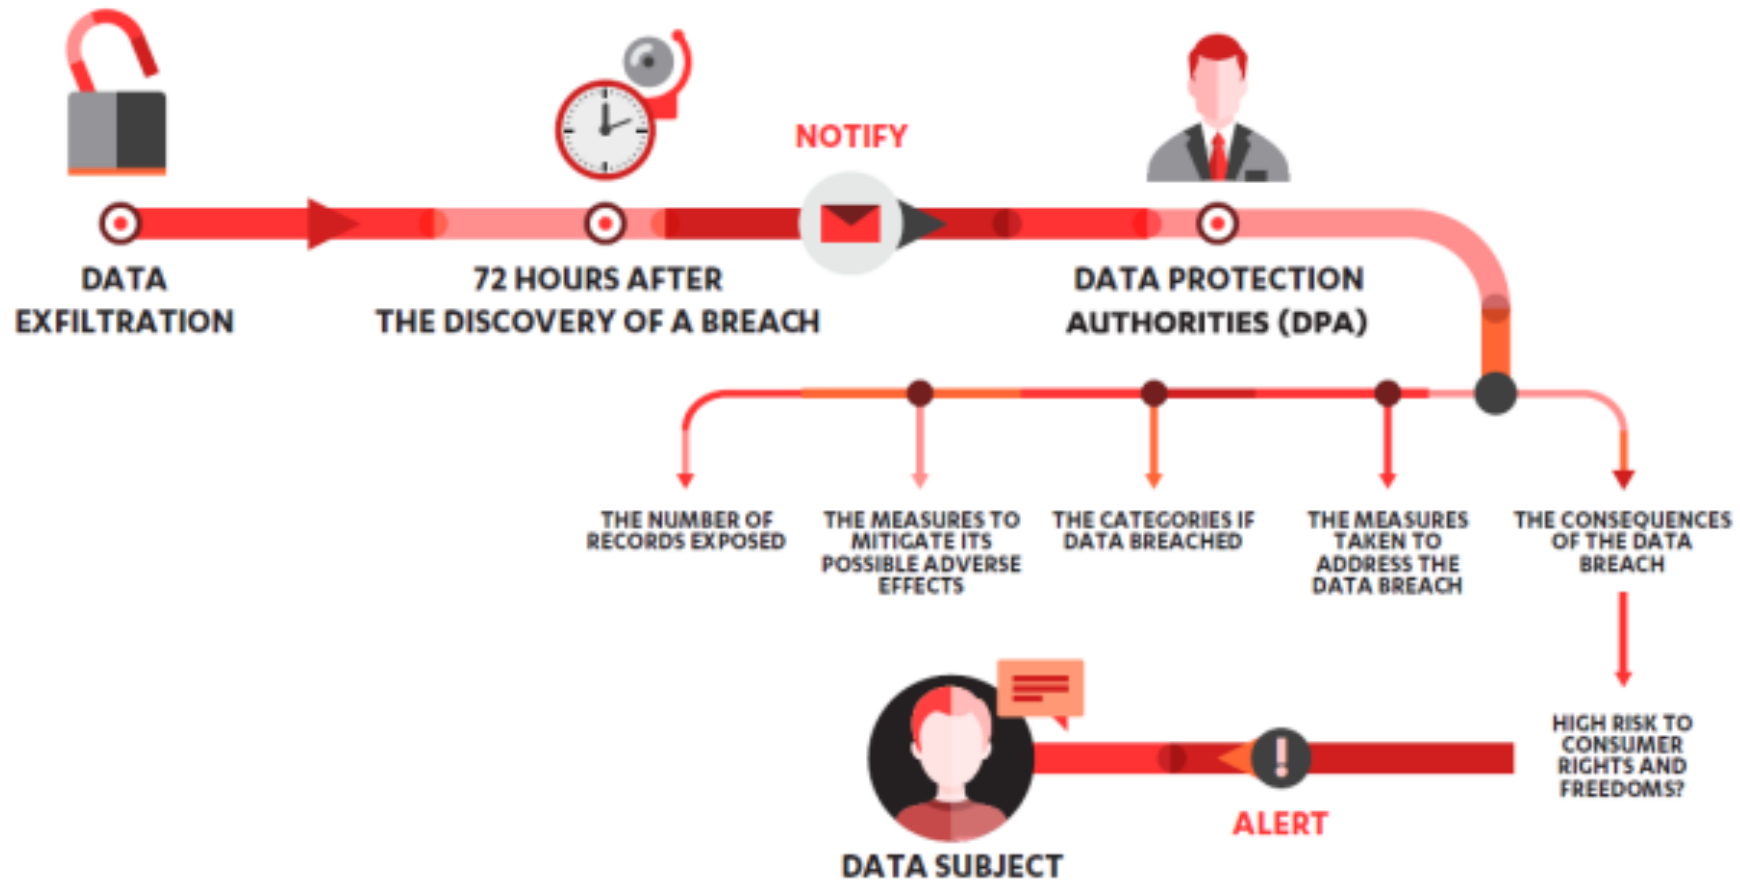 NOTIFY
DATA
EXFILTRATION
72 HOURS AFTER
THE DISCOVERY OF A BREACH
DATA PROTECTION
AUTHORITIES (DPA)
THE NUMBER OF
RECORDS EXPOSED
THE MEASURES TO
MITIGATE ITS
POSSIBLE ADVERSE
EFFECTS
THE CATEGORIES IF
DATA BREACHED
THE MEASURES
TAKEN TO
ADDRESS THE
DATA BREACH
THE CONSEQUENCES
OF THE DATA
BREACH
HIGH RISK TO
CONSUMER
RIGHTS AND
FREEDOMS?
!
ALERT
DATA SUBJECT